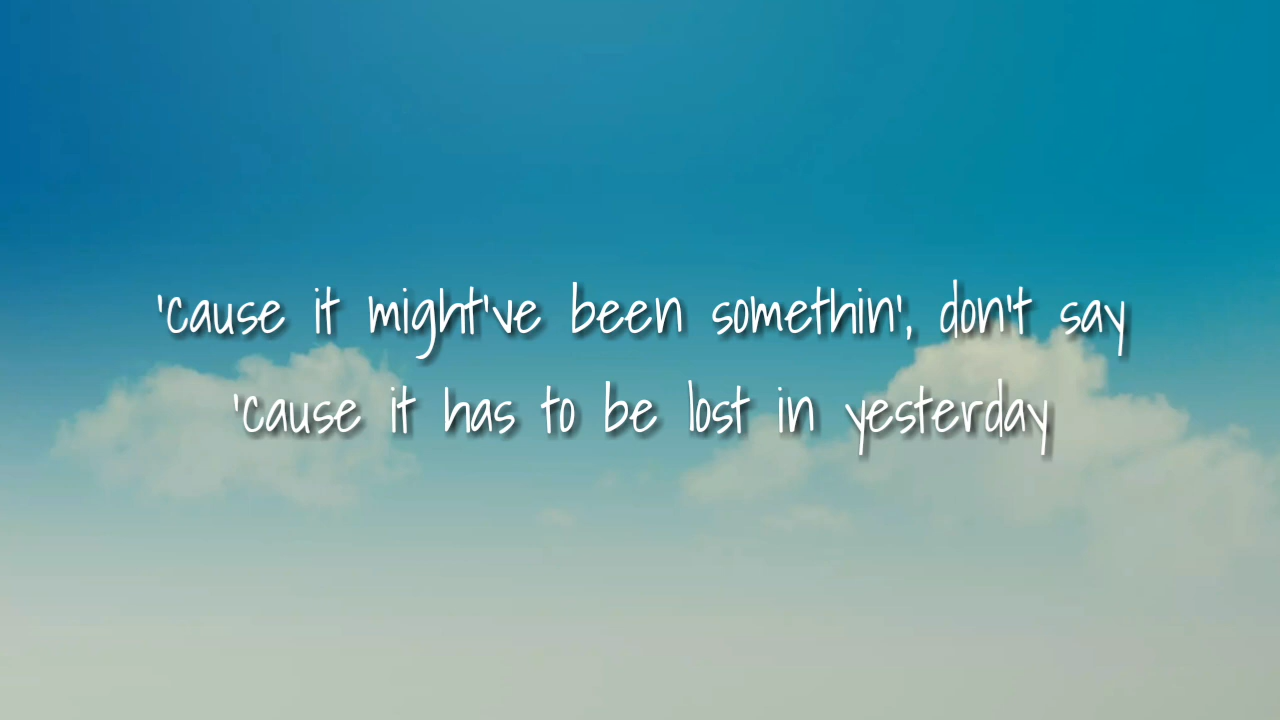 'cause it might've been somethin', don't say
'cause it has to be lost in yesterday